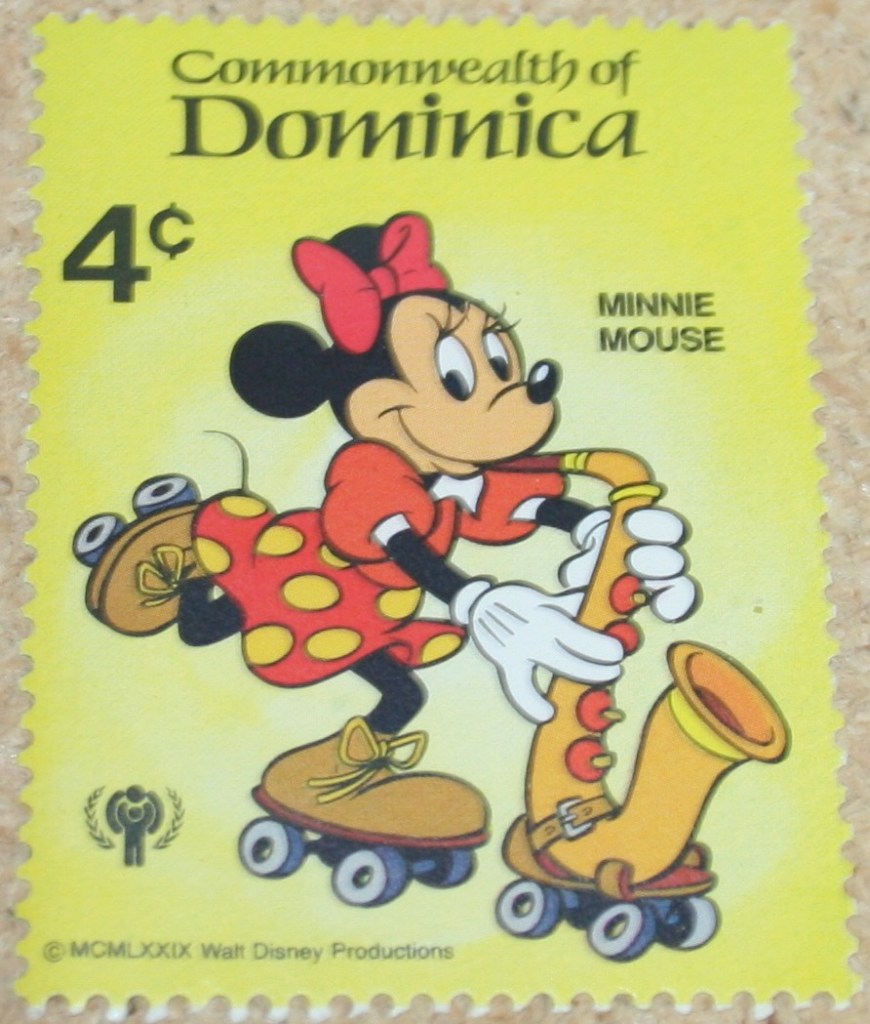 Commonwealth of
Dominica
4¢
MINNIE
MOUSE
© MCMLXXIX Walt Disney Productions